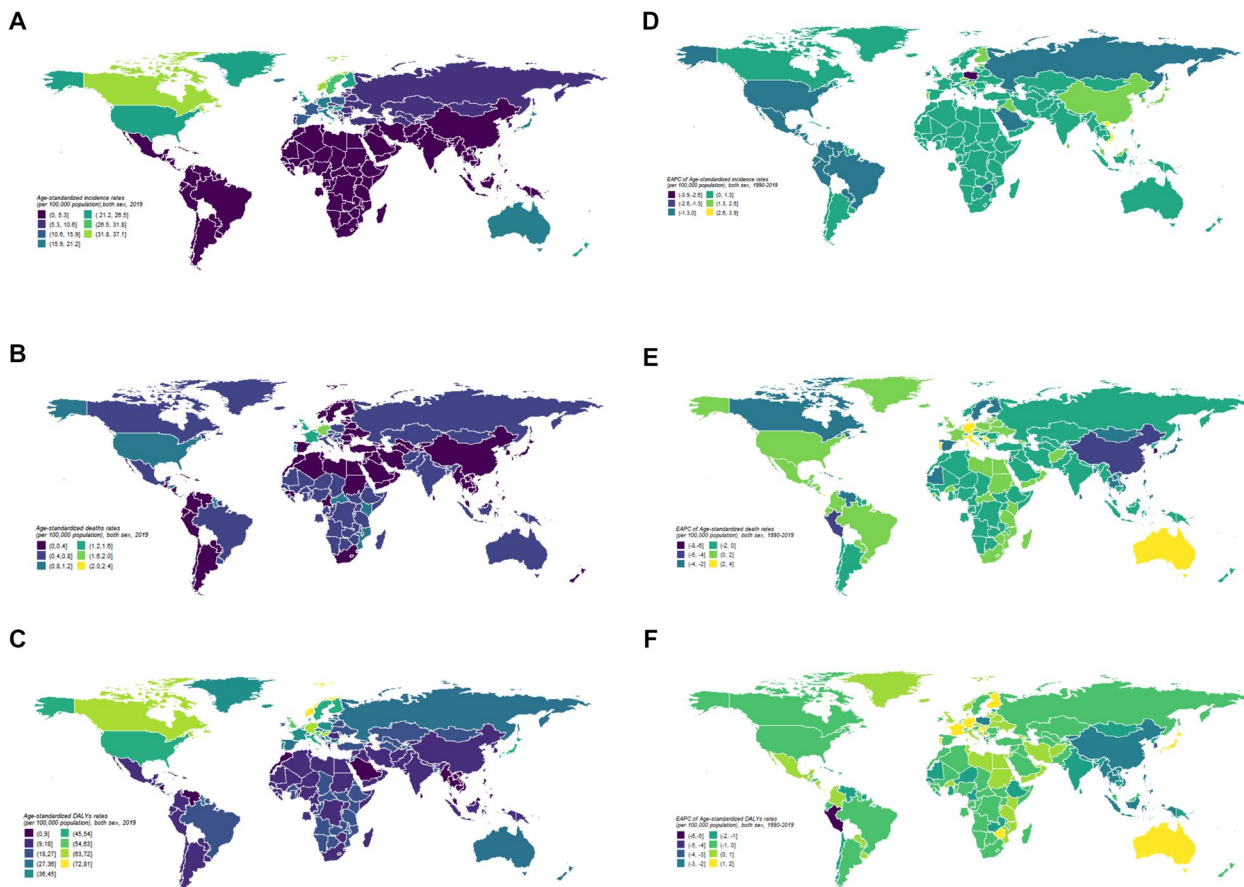 A
Age-standardized incidence rates
(per 100,000 population),both sex, 2019
(0, 5.3]
(5.3, 10.6]
(10.6, 15.9]
(15.9, 21.2]
( 21.2, 26.5]
(26.5, 31.8]
(31.8, 37.1]
D
EAPC of Age-standardized incidence rates
(per 100,000 population), both sex, 1990-2019
(-3.9,-2.6]
(-2.6,-1.3]
(-1.3,0]
(0, 1.3]
(1.3, 2.6]
(2.6, 3.9]
B
Age-standardized deaths rates
(per 100,000 population), both sex, 2019
(0,0.4]
(0.4,0.8]
(0.8,1.2]
(1.2,1.6]
(1.6,2.0]
(2.0,2.4]
E
EAPC of Age-standardized death rates
(per 100,000 population), both sex, 1990-2019
(-8,-6]
(-6, -4]
(-4, -2]
(-2, 0]
(0, 2]
(2, 4]
C
Age-standardized DALYs rates
(per 100,000 population), both sex, 2019
(0,9]
(9,18]
(18,27]
(27,36]
(36,45]
(45,54]
(54,63]
(63,72]
(72,81]
F
EAPC of Age-standardized DALYs rates
(per 100,000 population), both sex, 1990-2019
(-6,-5]
(-5, -4]
(-4, -3]
(-3, -2]
(-2, -1]
(-1, 0]
(0, 1]
(1, 2]